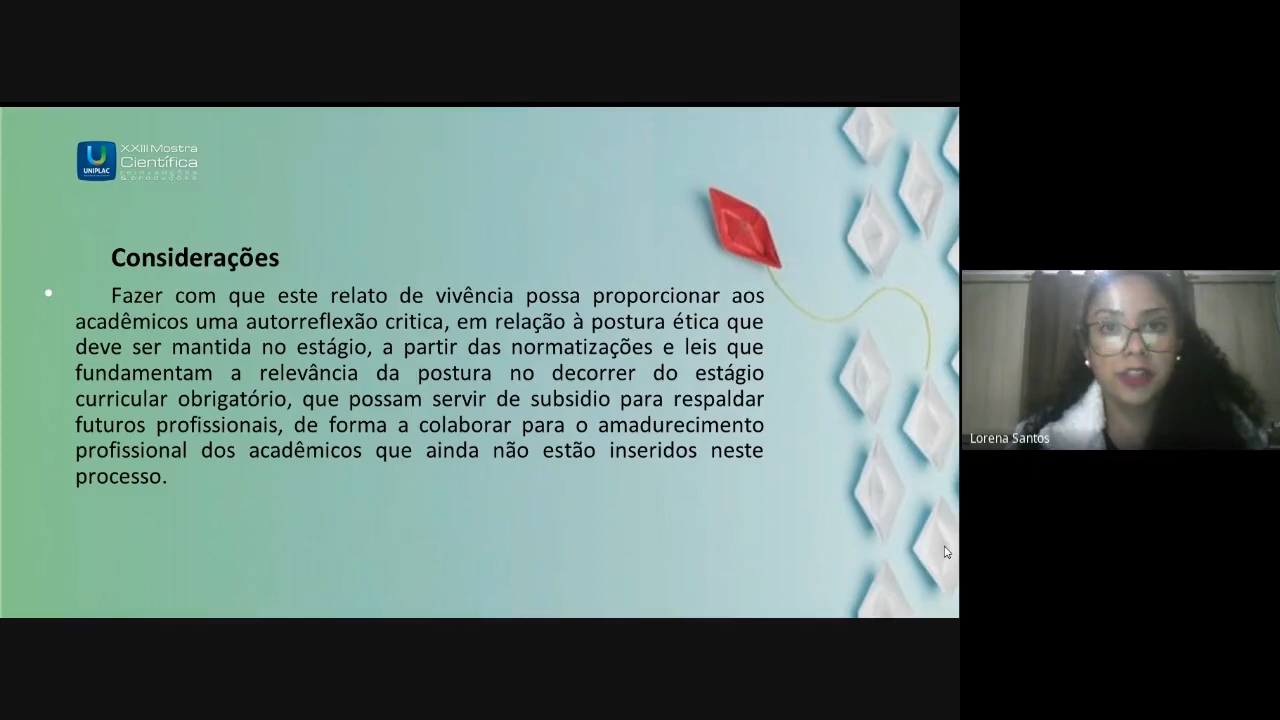 XXIII Mostra
Científica
reinvenções
& produções
UNIPLAC
Considerações
Fazer com que este relato de vivência possa proporcionar aos
acadêmicos uma autorreflexão critica, em relação à postura ética que
deve ser mantida no estágio, a partir das normatizações e leis que
fundamentam a relevância da postura no decorrer do estágio
curricular obrigatório, que possam servir de subsidio para respaldar
futuros profissionais, de forma a colaborar para o amadurecimento
profissional dos acadêmicos que ainda não estão inseridos neste
processo.
Lorena Santos